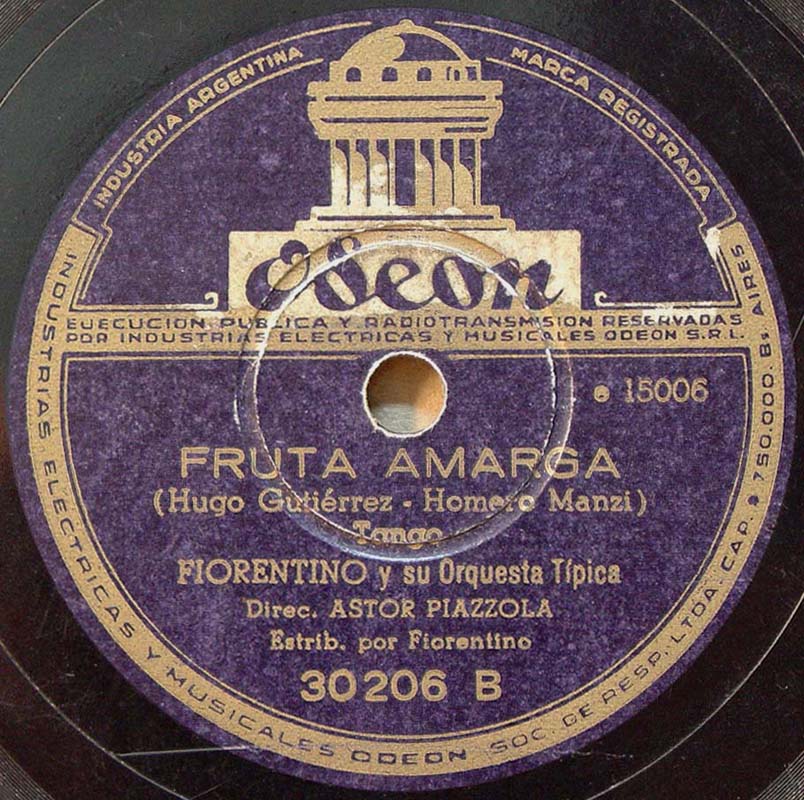 INDUSTRIA ARGENTINA
MARCA REGISTRADA
Odeon
EJECUCION PUBLICA Y RADIOTRANSMISION RESERVADAS
POR INDUSTRIAS ELECTRICAS Y MUSICALES ODEON S.R.L.
e 15006
FRUTA AMARGA
(Hugo Gutiérrez - Homero Manzi)
Tango
FIORENTINO y su Orquesta Típica
Direc. ASTOR PIAZZOLA
Estrib. por Fiorentino
30206 B
INDUSTRIAS ELECTRICAS Y MUSICALES ODEON SOC. DE RESP. LTDA. CAP. $ 750.000. Bs. AIRES